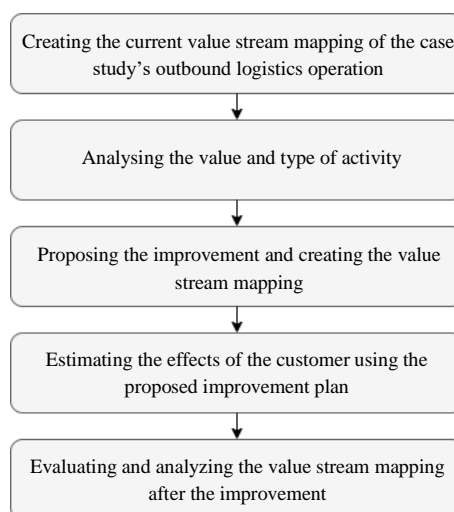 Creating the current value stream mapping of the case
study’s outbound logistics operation
Analysing the value and type of activity
Proposing the improvement and creating the value
stream mapping
Estimating the effects of the customer using the
proposed improvement plan
Evaluating and analyzing the value stream mapping
after the improvement